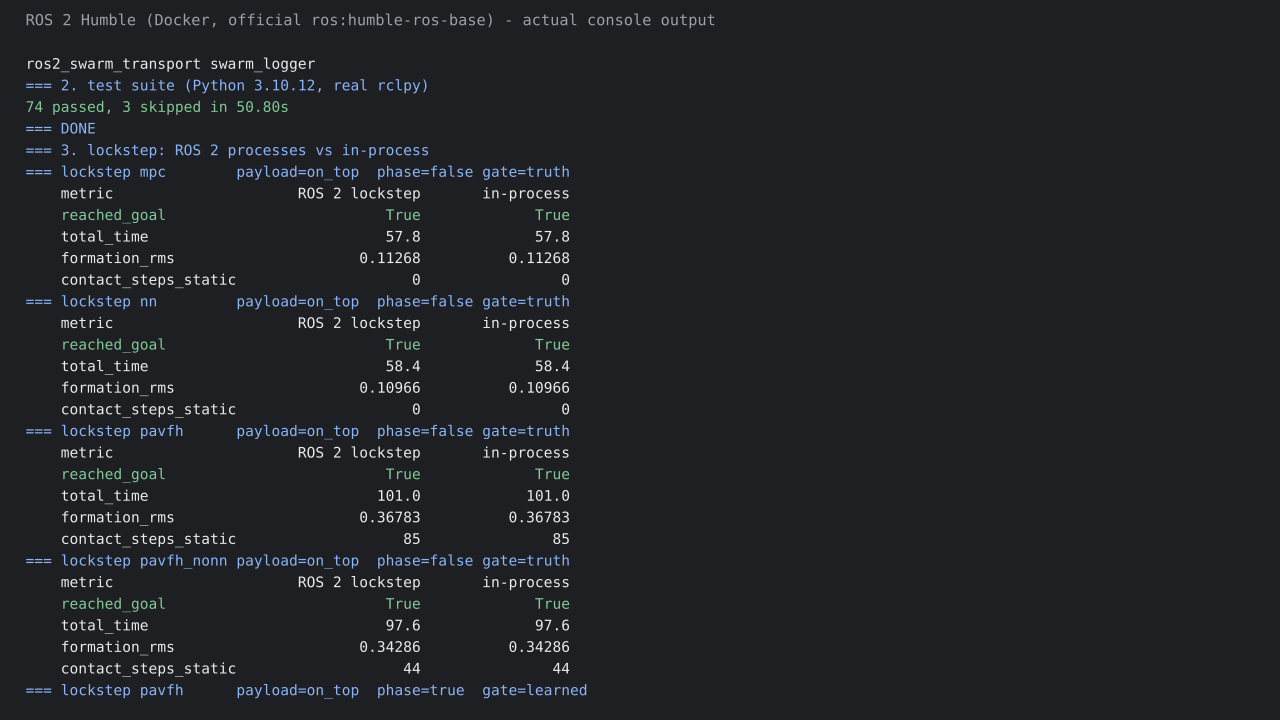 ROS 2 Humble (Docker, official ros:humble-ros-base) - actual console output
ros2_swarm_transport swarm_logger
=== 2. test suite (Python 3.10.12, real rclpy)
74 passed, 3 skipped in 50.80s
=== DONE
=== 3. lockstep: ROS 2 processes vs in-process
=== lockstep mpc        payload=on_top  phase=false gate=truth
    metric                     ROS 2 lockstep       in-process
    reached_goal                         True             True
    total_time                           57.8             57.8
    formation_rms                     0.11268          0.11268
    contact_steps_static                    0                0
=== lockstep nn         payload=on_top  phase=false gate=truth
    metric                     ROS 2 lockstep       in-process
    reached_goal                         True             True
    total_time                           58.4             58.4
    formation_rms                     0.10966          0.10966
    contact_steps_static                    0                0
=== lockstep pavfh      payload=on_top  phase=false gate=truth
    metric                     ROS 2 lockstep       in-process
    reached_goal                         True             True
    total_time                          101.0            101.0
    formation_rms                     0.36783          0.36783
    contact_steps_static                   85               85
=== lockstep pavfh_nonn payload=on_top  phase=false gate=truth
    metric                     ROS 2 lockstep       in-process
    reached_goal                         True             True
    total_time                           97.6             97.6
    formation_rms                     0.34286          0.34286
    contact_steps_static                   44               44
=== lockstep pavfh      payload=on_top  phase=true  gate=learned